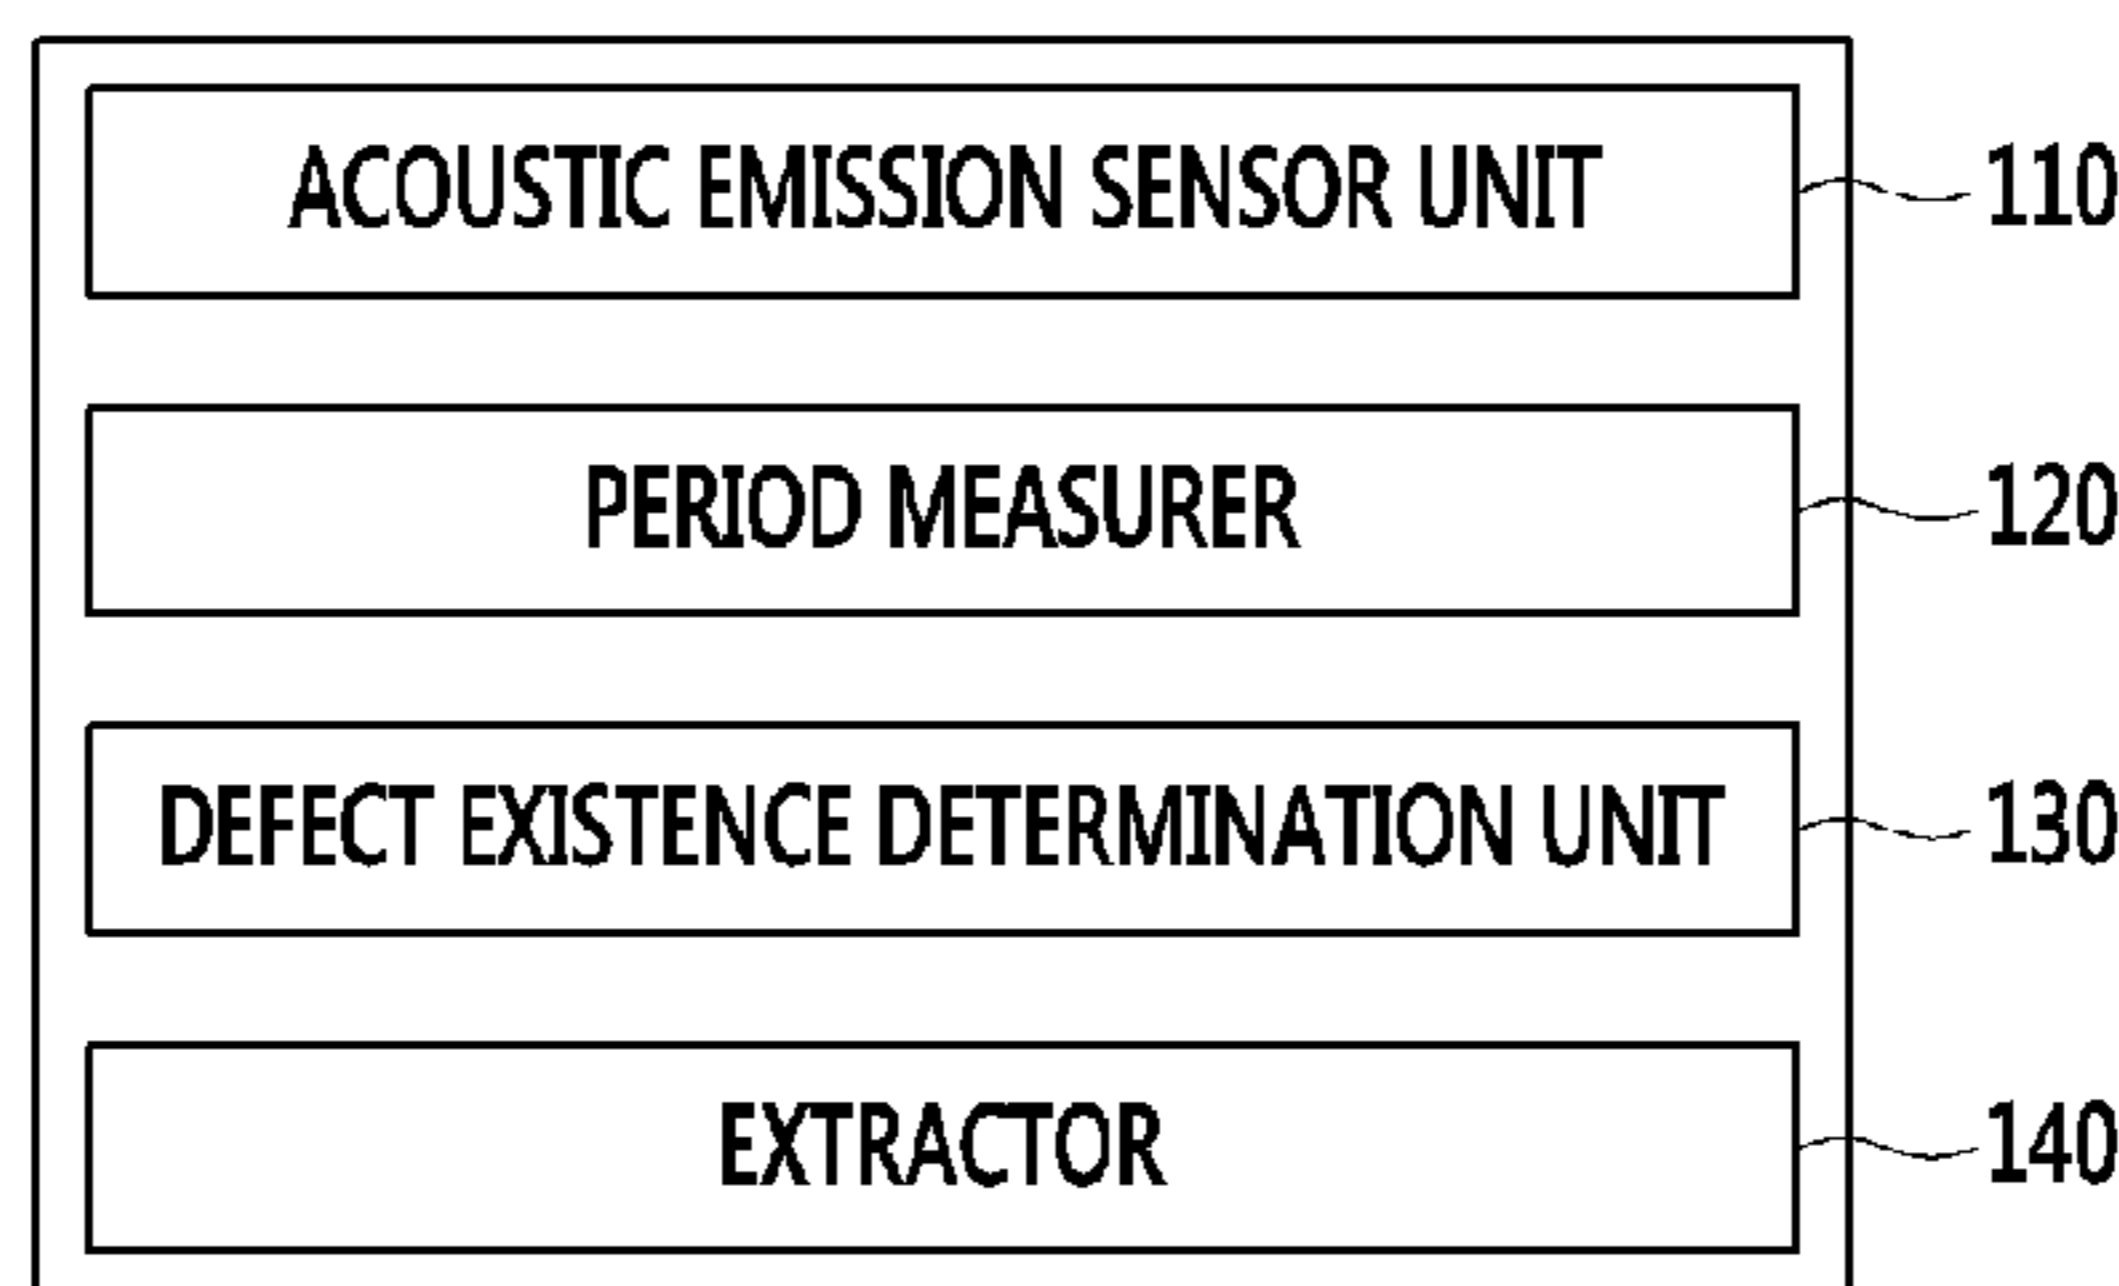 ACOUSTIC EMISSION SENSOR UNIT 110
PERIOD MEASURER 120
DEFECT EXISTENCE DETERMINATION UNIT 130
EXTRACTOR 140